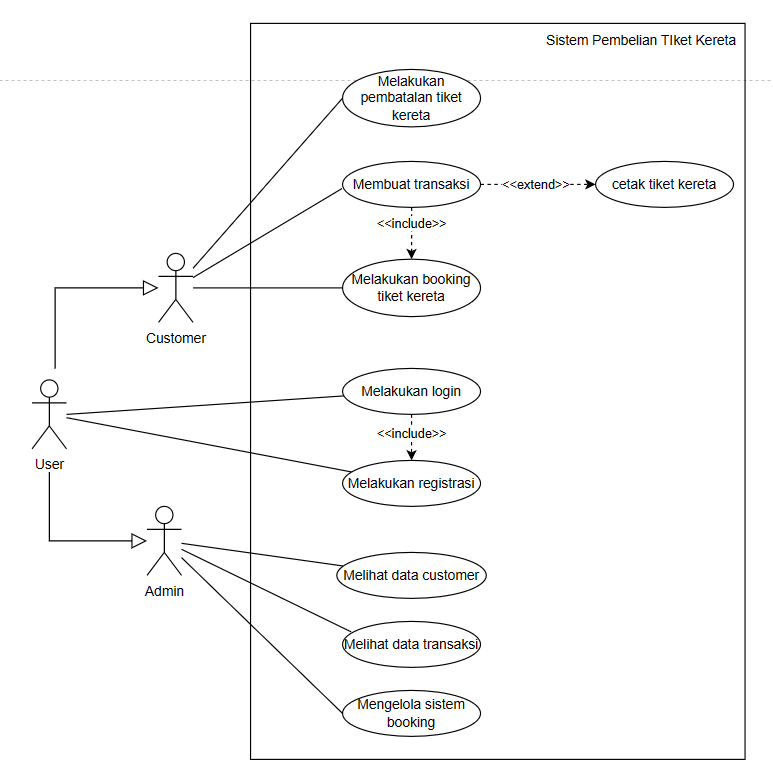 Sistem Pembelian TIket Kereta
Melakukan
pembatalan tiket
kereta
Membuat transaksi
<<extend>>
cetak tiket kereta
<<include>>
Melakukan booking
tiket kereta
Customer
Melakukan login
<<include>>
User
Melakukan registrasi
Melihat data customer
Admin
Melihat data transaksi
Mengelola sistem
booking